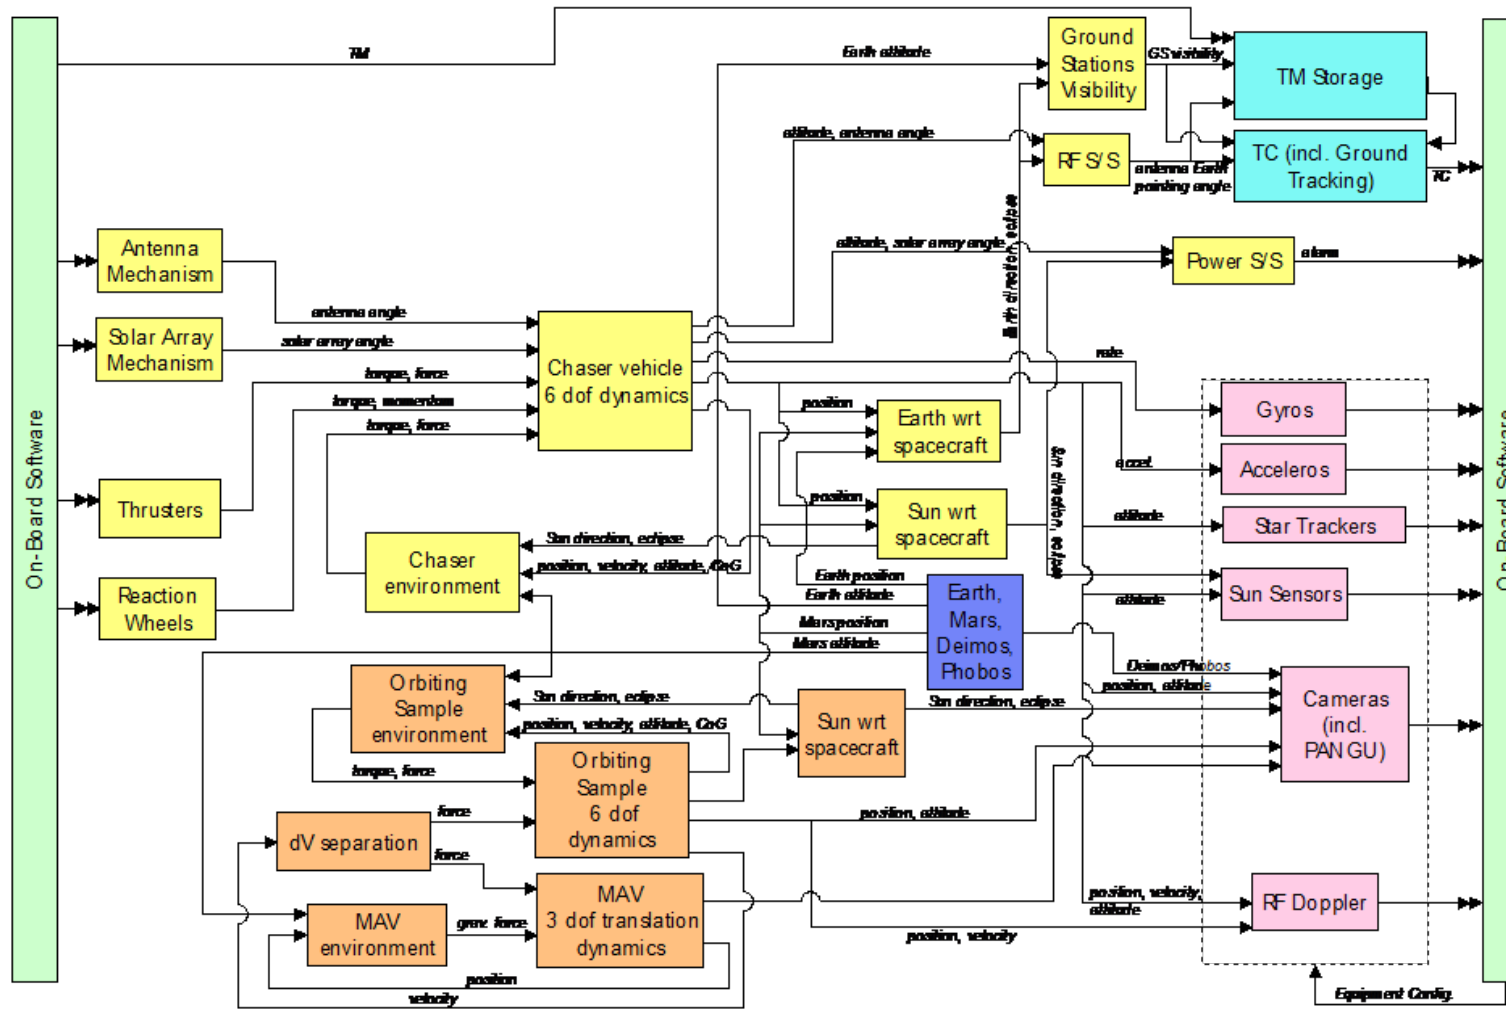 On-Board Software
TM
Earth attitude
Ground
Stations
Visibility
GS visibility
TM Storage
attitude, antenna angle
RF S/S
antenna Earth
pointing angle
TC (incl. Ground
Tracking)
TC
Earth direction, eclipse
Antenna
Mechanism
attitude, solar array angle
Power S/S
alarm
antenna angle
Solar Array
Mechanism
solar array angle
Chaser vehicle
6 dof dynamics
rate
torque, force
torque, momentum
torque, force
position
Earth wrt
spacecraft
Gyros
accel.
Acceleros
Thrusters
position
Sun wrt
spacecraft
Sun direction, eclipse
attitude
Star Trackers
Chaser
environment
Sun direction, eclipse
position, velocity, attitude, CoG
Reaction
Wheels
Earth position
Earth attitude
Mars position
Mars attitude
Earth,
Mars,
Deimos,
Phobos
attitude
Sun Sensors
On-Board Software
Deimos/Phobos
position, attitude
Orbiting
Sample
environment
Sun direction, eclipse
position, velocity, attitude, CoG
Sun wrt
spacecraft
Sun direction, eclipse
Cameras
(incl.
PANGU)
torque, force
Orbiting
Sample
6 dof
dynamics
dV separation
force
force
position, attitude
MAV
environment
grav. force
MAV
3 dof translation
dynamics
position, velocity,
attitude
RF Doppler
position, velocity
position
velocity
Equipment Config.